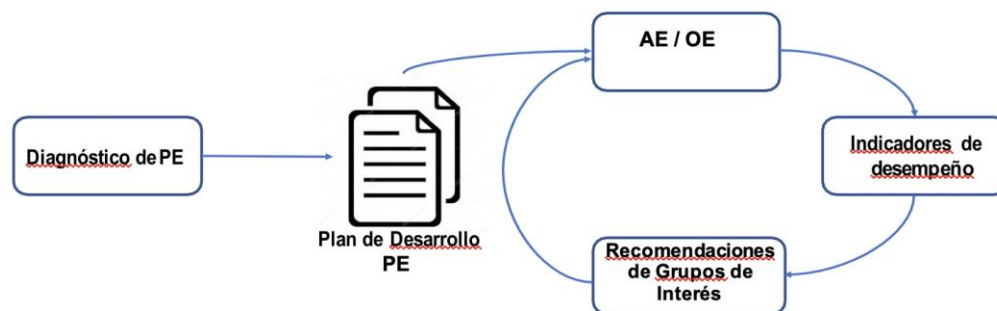 Diagnóstico de PE
Plan de Desarrollo
PE
AE / OE
Indicadores de
desempeño
Recomendaciones
de Grupos de
Interés